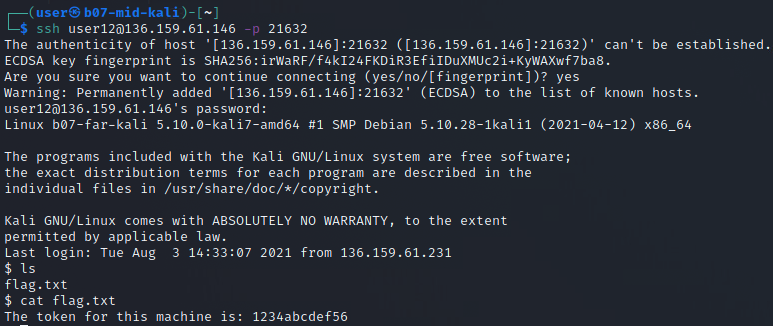 (user㉿b07-mid-kali)-[~]
$ ssh user12@136.159.61.146 -p 21632
The authenticity of host '[136.159.61.146]:21632 ([136.159.61.146]:21632)' can't be established.
ECDSA key fingerprint is SHA256:irWaRF/f4kI24FKDiR3EfiIDuXMUc2i+KyWAXwf7ba8.
Are you sure you want to continue connecting (yes/no/[fingerprint])? yes
Warning: Permanently added '[136.159.61.146]:21632' (ECDSA) to the list of known hosts.
user12@136.159.61.146's password:
Linux b07-far-kali 5.10.0-kali7-amd64 #1 SMP Debian 5.10.28-1kali1 (2021-04-12) x86_64
The programs included with the Kali GNU/Linux system are free software;
the exact distribution terms for each program are described in the
individual files in /usr/share/doc/*/copyright.
Kali GNU/Linux comes with ABSOLUTELY NO WARRANTY, to the extent
permitted by applicable law.
Last login: Tue Aug  3 14:33:07 2021 from 136.159.61.231
$ ls
flag.txt
$ cat flag.txt
The token for this machine is: 1234abcdef56